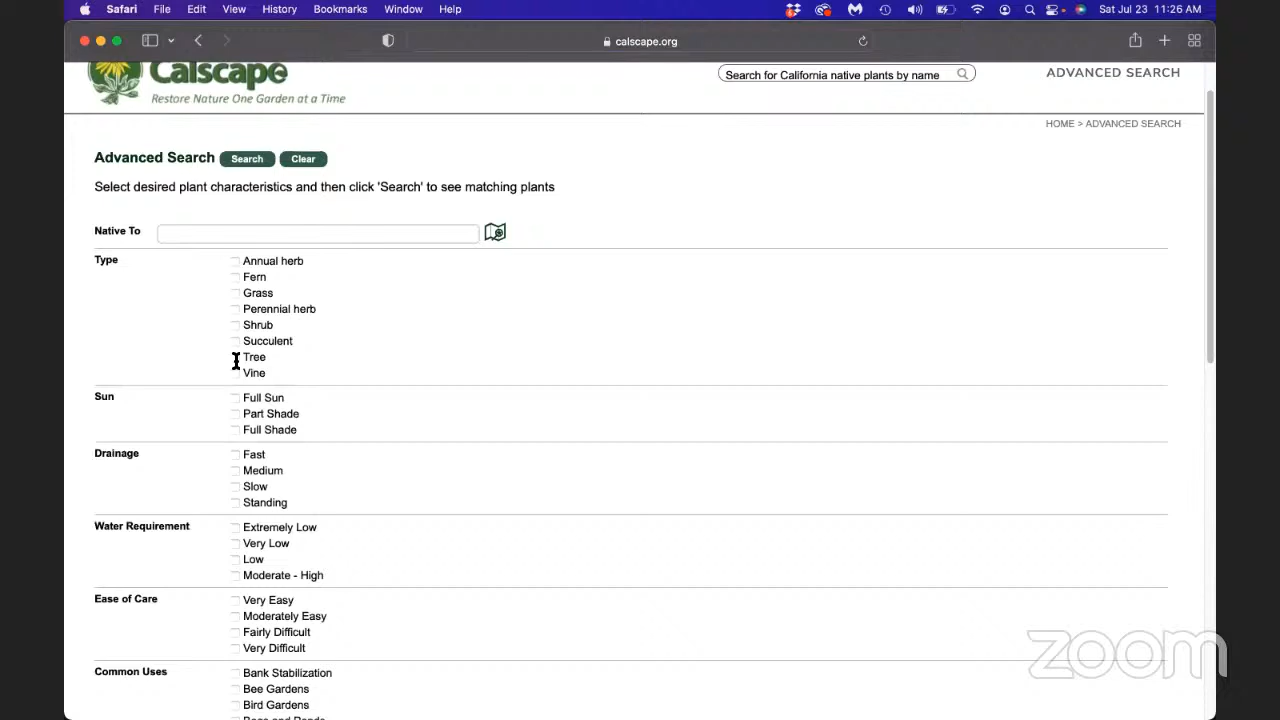 Safari File Edit View History Bookmarks Window Help Sat Jul 23 11:26 AM
calscape.org
Calscape
Restore Nature One Garden at a Time
Search for California native plants by name
ADVANCED SEARCH
HOME > ADVANCED SEARCH
Advanced Search Search Clear
Select desired plant characteristics and then click 'Search' to see matching plants
Native To
Type
Annual herb
Fern
Grass
Perennial herb
Shrub
Succulent
Tree
Vine
Sun
Full Sun
Part Shade
Full Shade
Drainage
Fast
Medium
Slow
Standing
Water Requirement
Extremely Low
Very Low
Low
Moderate - High
Ease of Care
Very Easy
Moderately Easy
Fairly Difficult
Very Difficult
Common Uses
Bank Stabilization
Bee Gardens
Bird Gardens
zoom